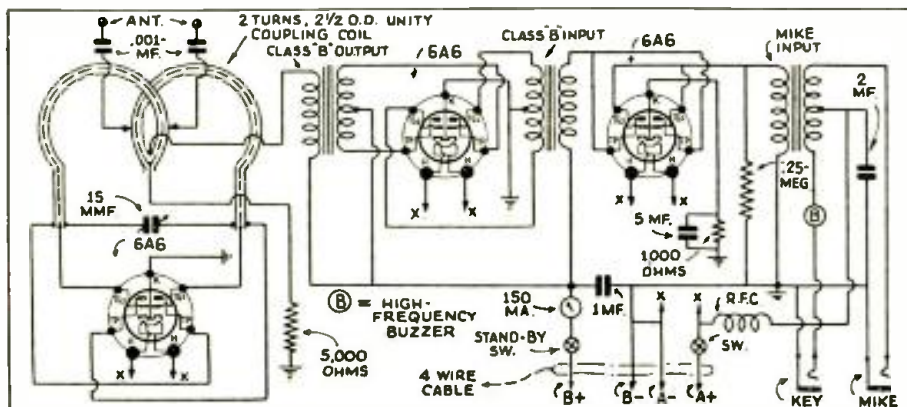 ANT.
.001-
MF.
2 TURNS, 2 1/2 O.D. UNITY
COUPLING COIL
CLASS "B" OUTPUT
6A6
CLASS "B" INPUT
6A6
MIKE
INPUT
2
MF.
15
MMF
6A6
K
H
H
X
X
K
H
H
X
X
K
H
H
X
X
5 MF.
1000
OHMS
.25-
MEG.
B
B = HIGH-
FREQUENCY
BUZZER
5,000
OHMS
150
MA.
1MF.
X
X
R.F.C.
STAND-BY
SW.
SW.
4 WIRE
CABLE
B+
B-
A-
A+
KEY
MIKE